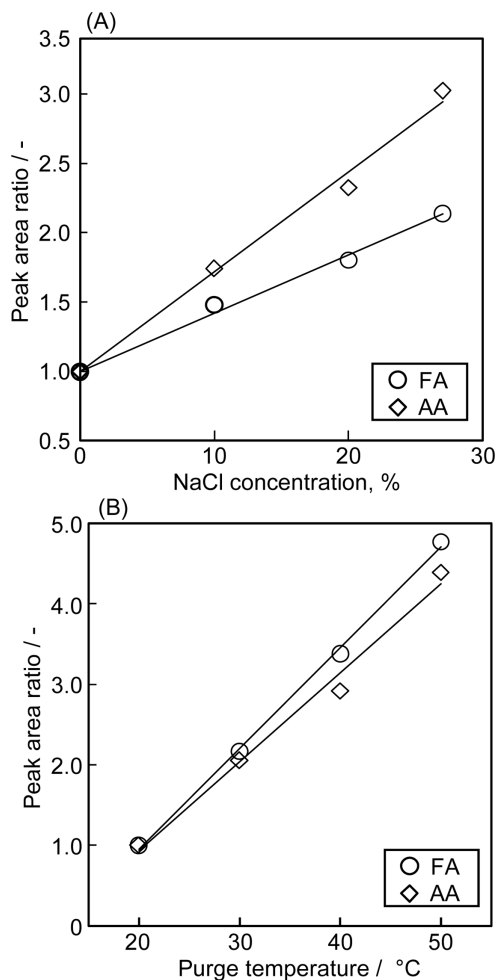 (A)
3.5
3.0
2.5
2.0
1.5
1.0
0.5
Peak area ratio / -
FA
AA
0 10 20 30
NaCl concentration, %
(B)
5.0
4.0
3.0
2.0
1.0
0
Peak area ratio / -
FA
AA
20 30 40 50
Purge temperature / °C